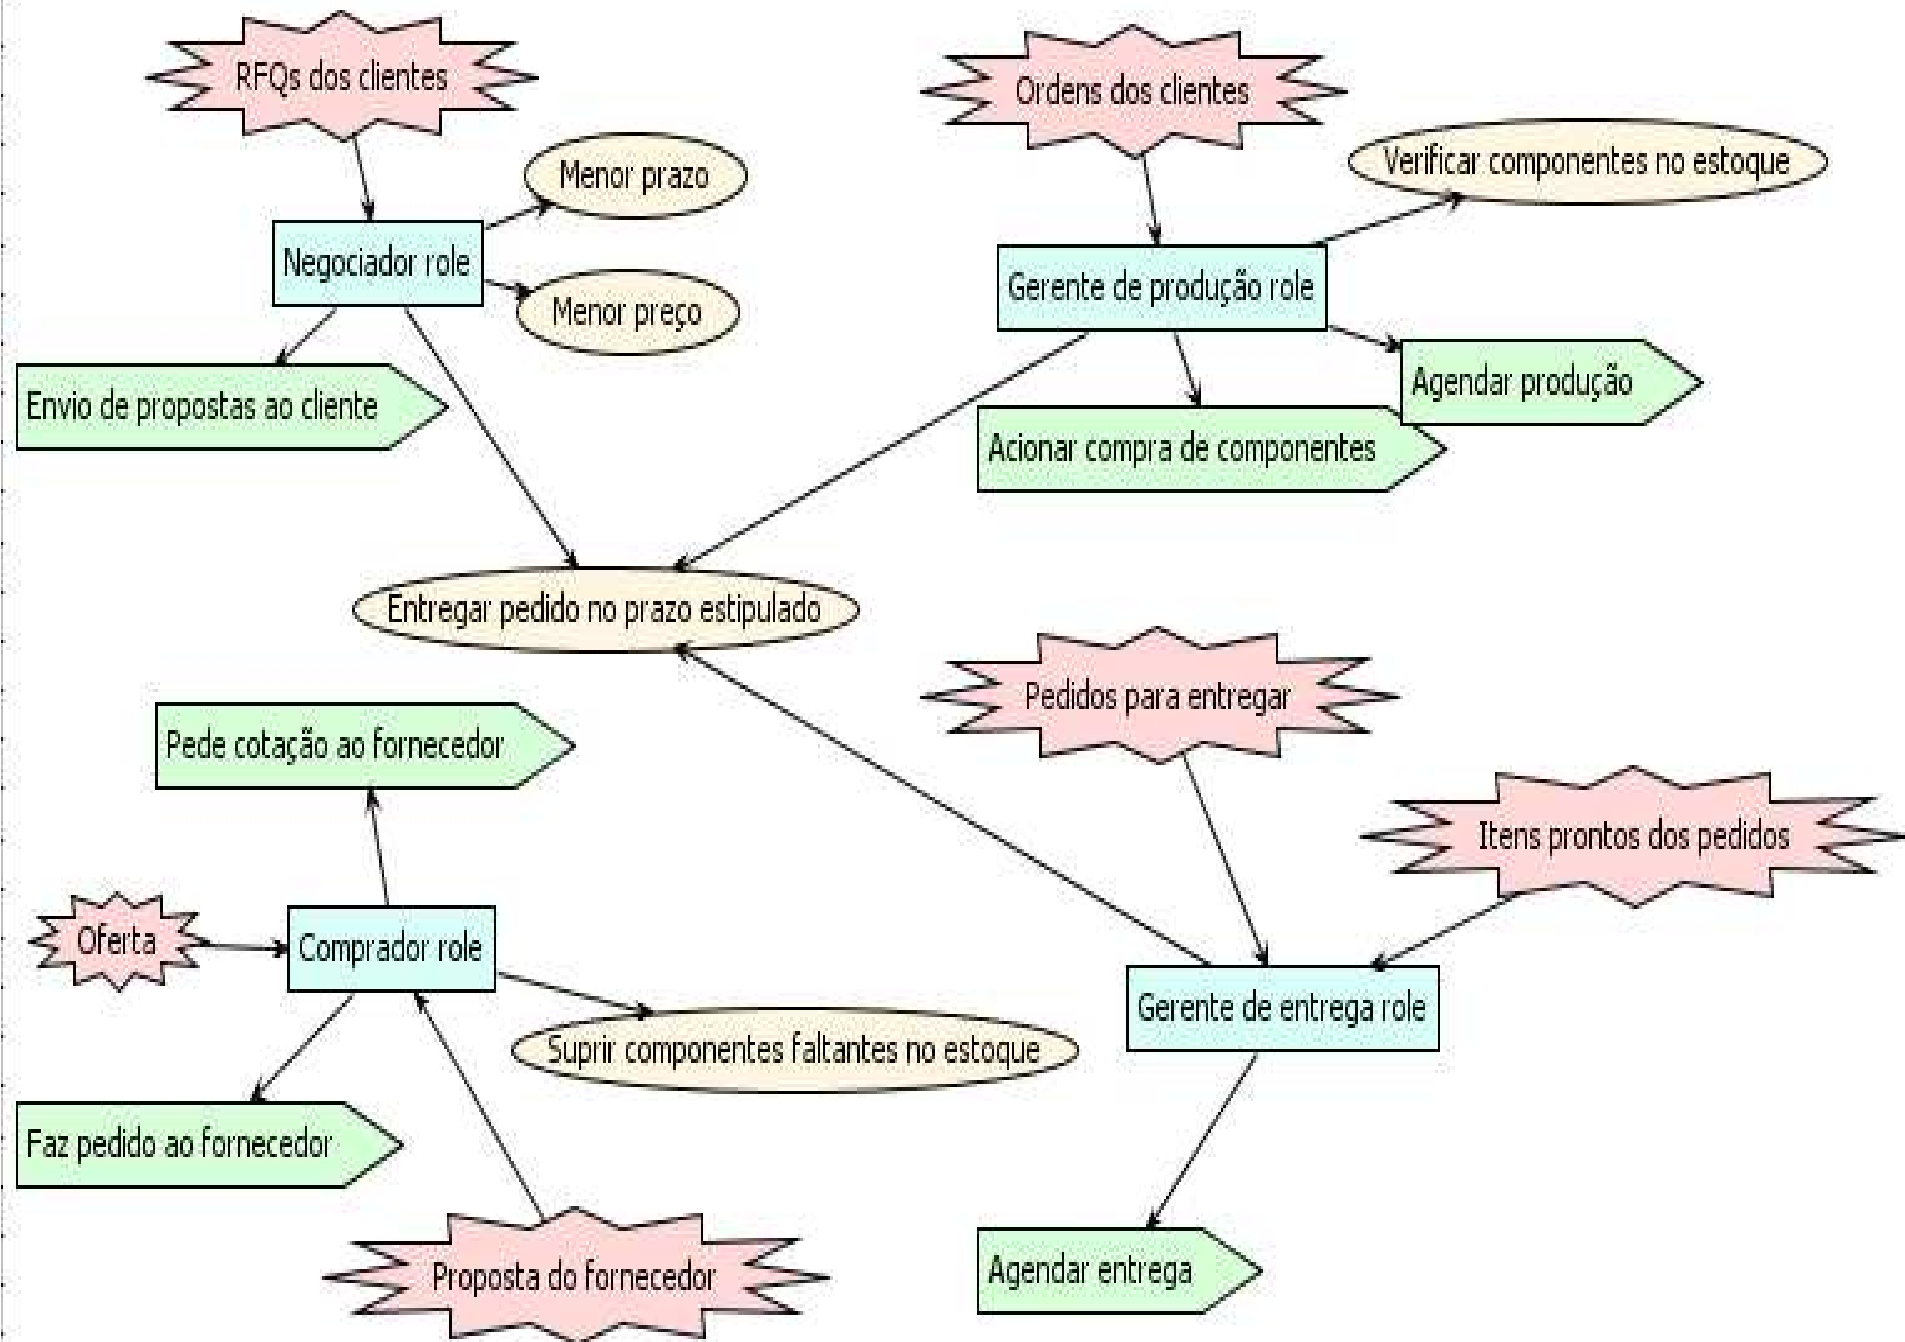 RFQs dos clientes
Ordens dos clientes
Menor prazo
Verificar componentes no estoque
Negociador role
Gerente de produção role
Menor preço
Agendar produção
Envio de propostas ao cliente
Acionar compra de componentes
Entregar pedido no prazo estipulado
Pedidos para entregar
Pede cotação ao fornecedor
Itens prontos dos pedidos
Oferta
Comprador role
Gerente de entrega role
Suprir componentes faltantes no estoque
Faz pedido ao fornecedor
Agendar entrega
Proposta do fornecedor